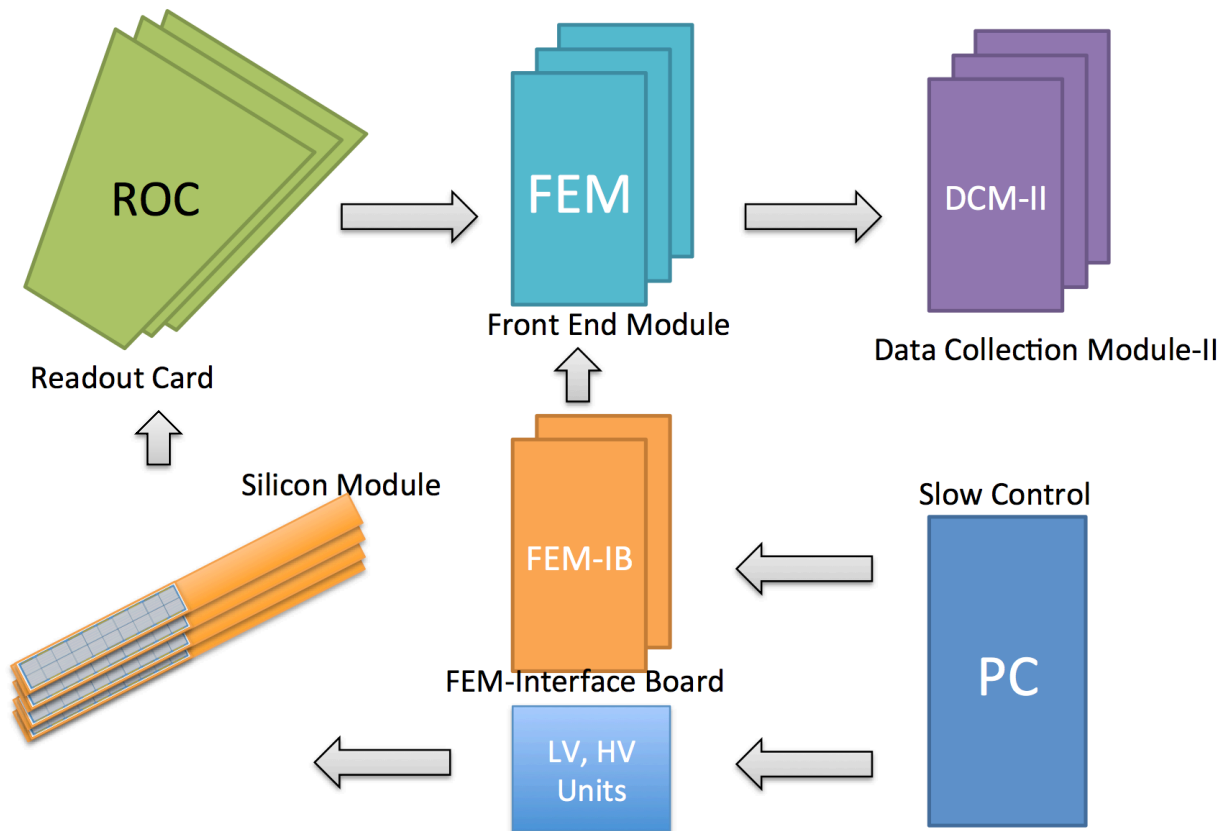 ROC
FEM
DCM-II
Front End Module
Data Collection Module-II
Readout Card
Silicon Module
Slow Control
FEM-IB
PC
FEM-Interface Board
LV, HV
Units